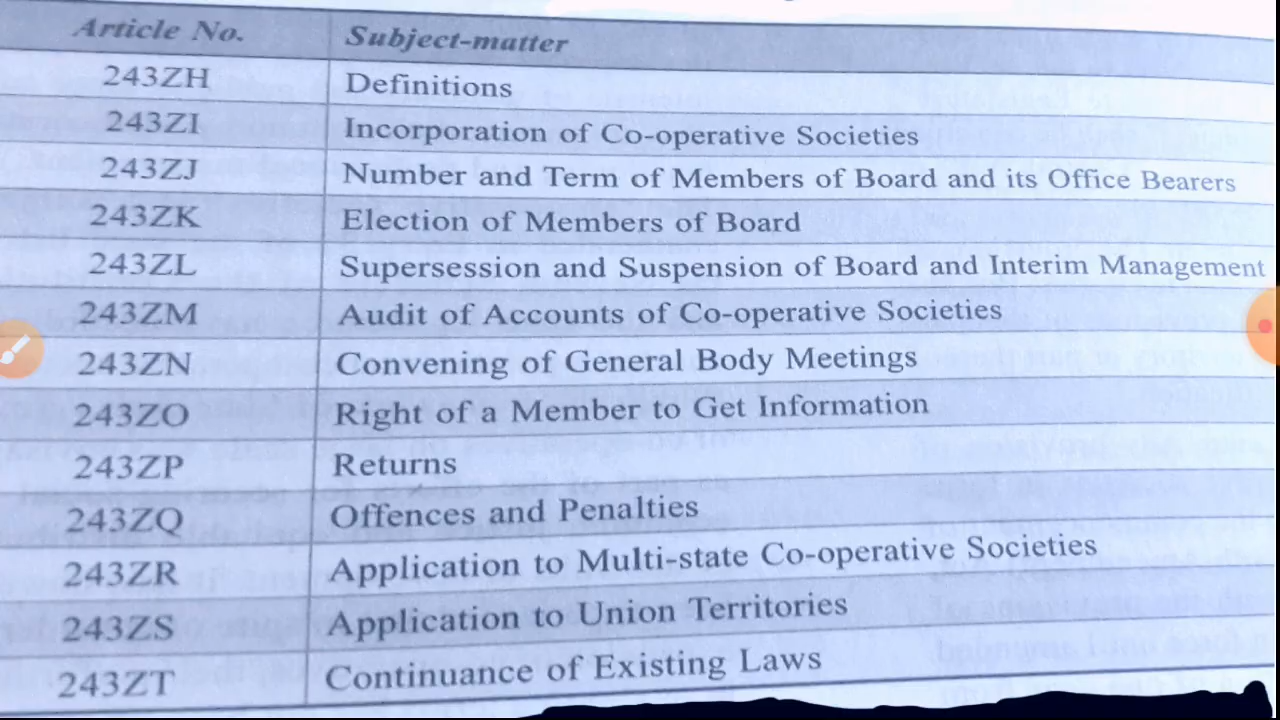 Article No. Subject-matter
243ZH Definitions
243ZI Incorporation of Co-operative Societies
243ZJ Number and Term of Members of Board and its Office Bearers
243ZK Election of Members of Board
243ZL Supersession and Suspension of Board and Interim Management
243ZM Audit of Accounts of Co-operative Societies
243ZN Convening of General Body Meetings
243ZO Right of a Member to Get Information
243ZP Returns
243ZQ Offences and Penalties
243ZR Application to Multi-state Co-operative Societies
243ZS Application to Union Territories
243ZT Continuance of Existing Laws